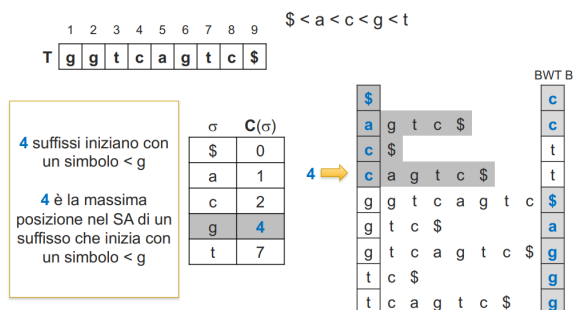 $ < a < c < g < t
1 2 3 4 5 6 7 8 9
T g g t c a g t c $
BWT B
4 suffissi iniziano con
un simbolo < g
4 è la massima
posizione nel SA di un
suffisso che inizia con
un simbolo < g
σ C(σ)
$ 0
a 1
c 2
g 4
t 7
4
$ c
a g t c $ c
c $ t
c a g t c $ t
g g t c a g t c $
g t c $ a
g t c a g t c $ g
t c $ g
t c a g t c $ g